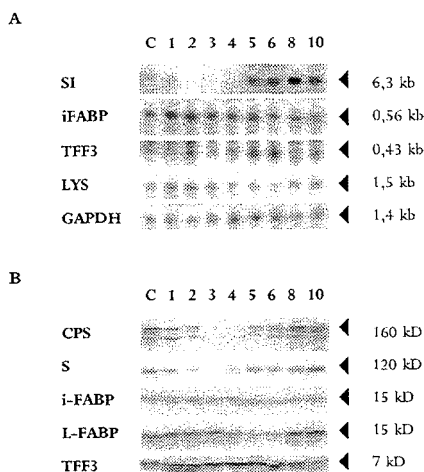 A
C 1 2 3 4 5 6 8 10
SI 6,3 kb
iFABP 0,56 kb
TFF3 0,43 kb
LYS 1,5 kb
GAPDH 1,4 kb
B
C 1 2 3 4 5 6 8 10
CPS 160 kD
S 120 kD
i-FABP 15 kD
L-FABP 15 kD
TFF3 7 kD